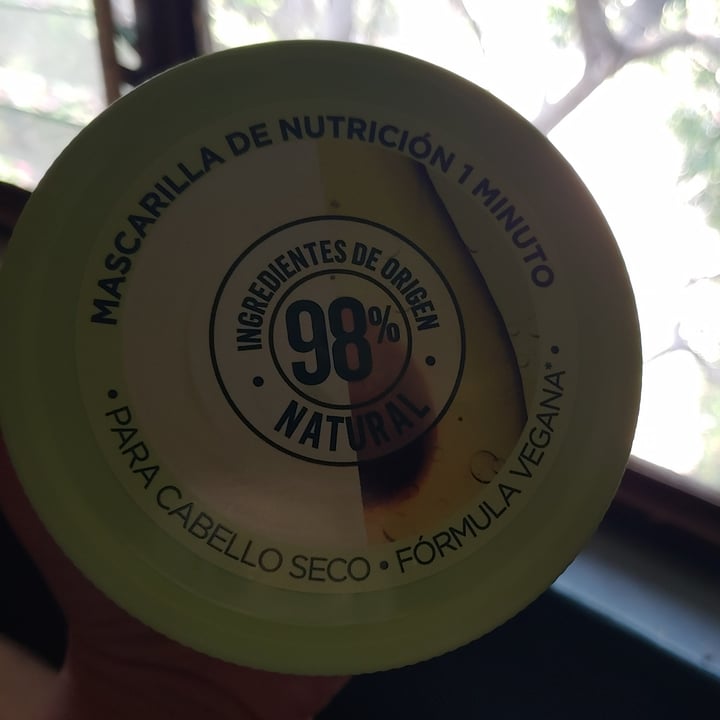 MASCARILLA DE NUTRICIÓN 1 MINUTO
INGREDIENTES DE ORIGEN
98%
• NATURAL •
• PARA CABELLO SECO • FÓRMULA VEGANA* •